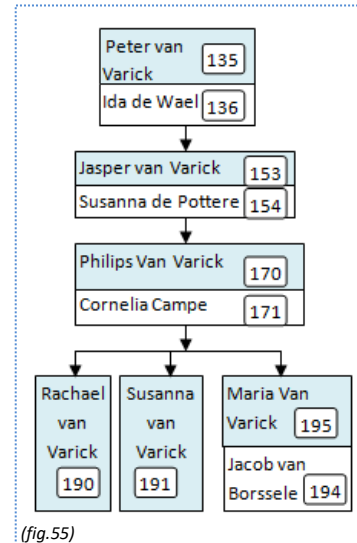 Peter van
Varick 135
Ida de Wael 136
Jasper van Varick 153
Susanna de Pottere 154
Philips Van Varick 170
Cornelia Campe 171
Rachael
van
Varick
190
Susanna
van
Varick
191
Maria Van
Varick 195
Jacob van
Borssele 194
(fig.55)